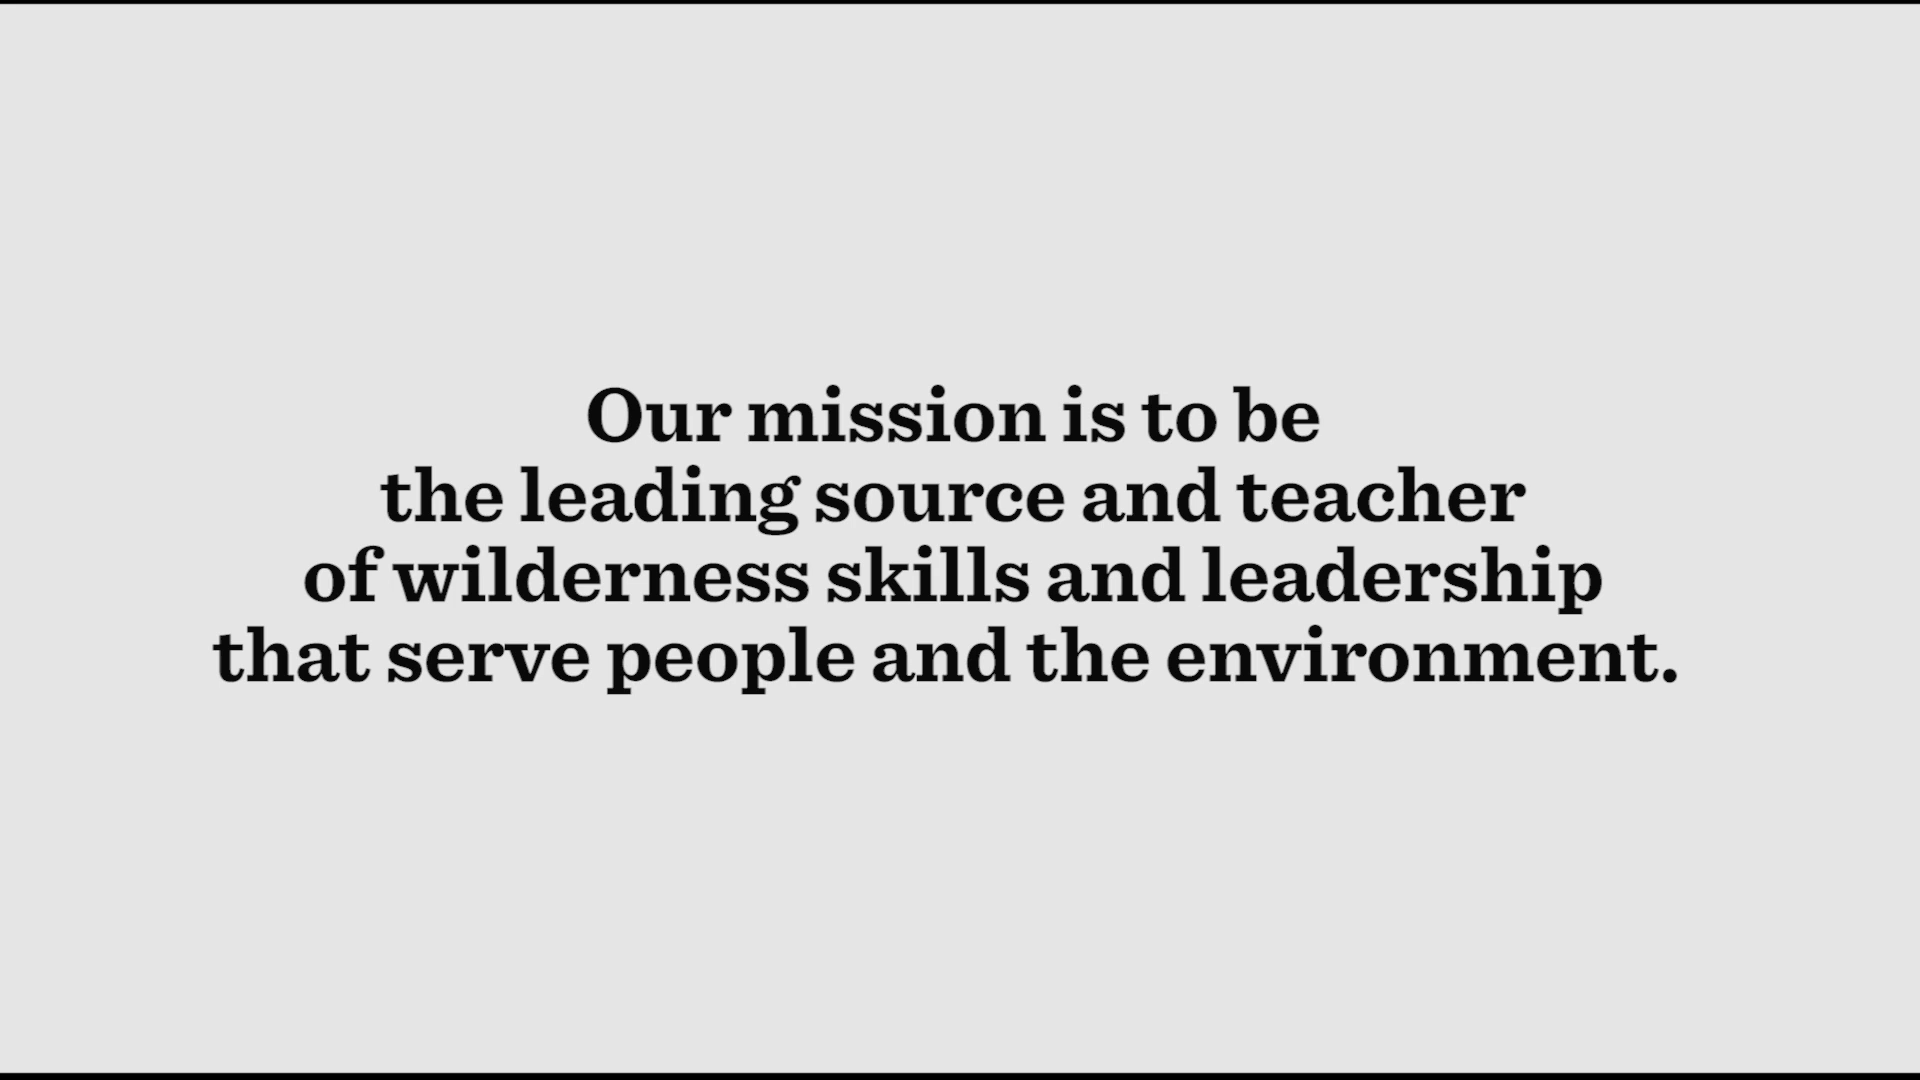 Our mission is to be
the leading source and teacher
of wilderness skills and leadership
that serve people and the environment.